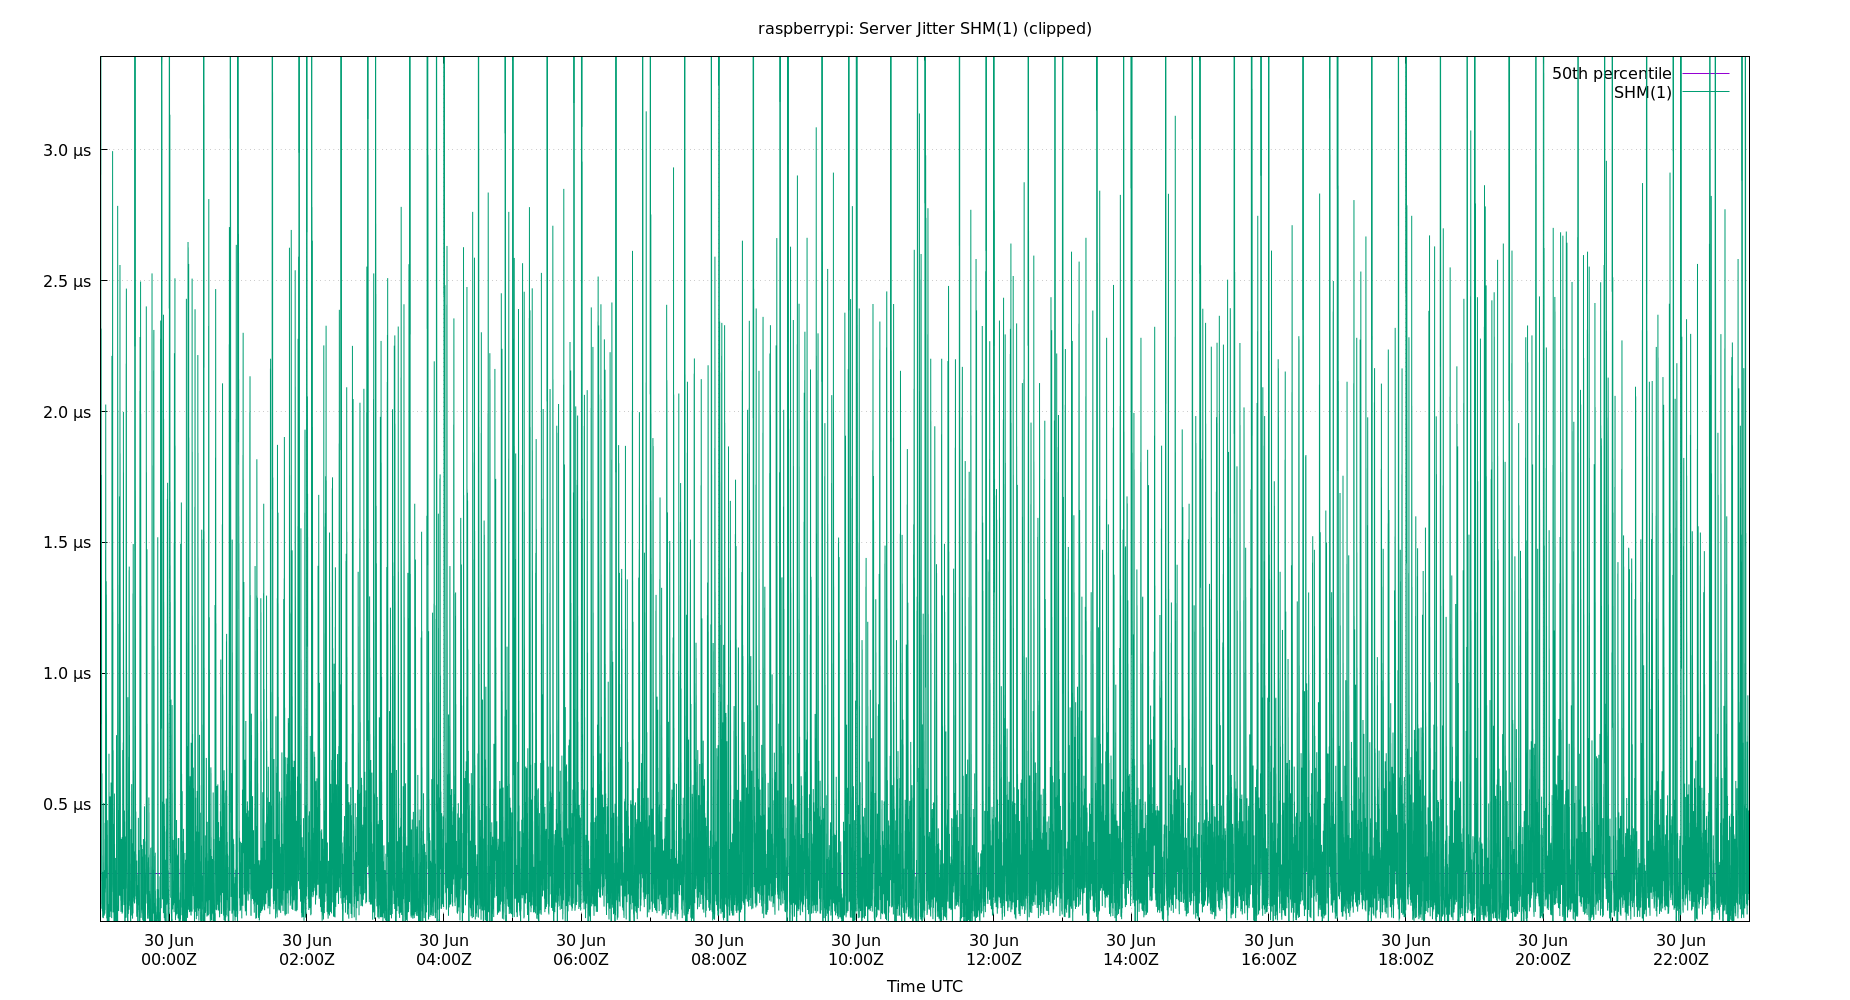 raspberrypi: Server Jitter SHM(1) (clipped)
50th percentile
SHM(1)
3.0 µs
2.5 µs
2.0 µs
1.5 µs
1.0 µs
0.5 µs
30 Jun 30 Jun 30 Jun 30 Jun 30 Jun 30 Jun 30 Jun 30 Jun 30 Jun 30 Jun 30 Jun 30 Jun
00:00Z 02:00Z 04:00Z 06:00Z 08:00Z 10:00Z 12:00Z 14:00Z 16:00Z 18:00Z 20:00Z 22:00Z
Time UTC